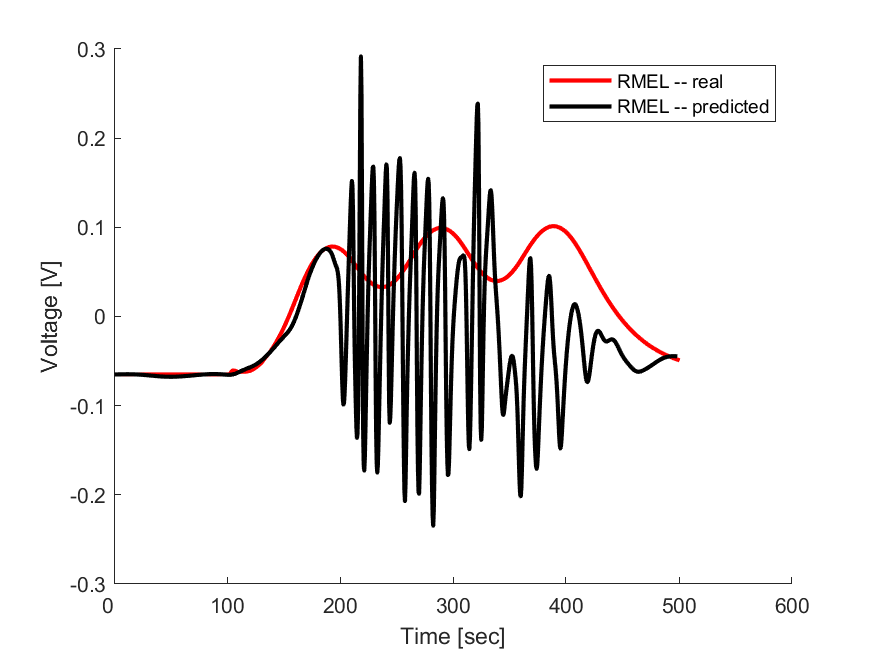 0.3
0.2
0.1
0
-0.1
-0.2
-0.3
Voltage [V]
RMEL -- real
RMEL -- predicted
0 100 200 300 400 500 600
Time [sec]